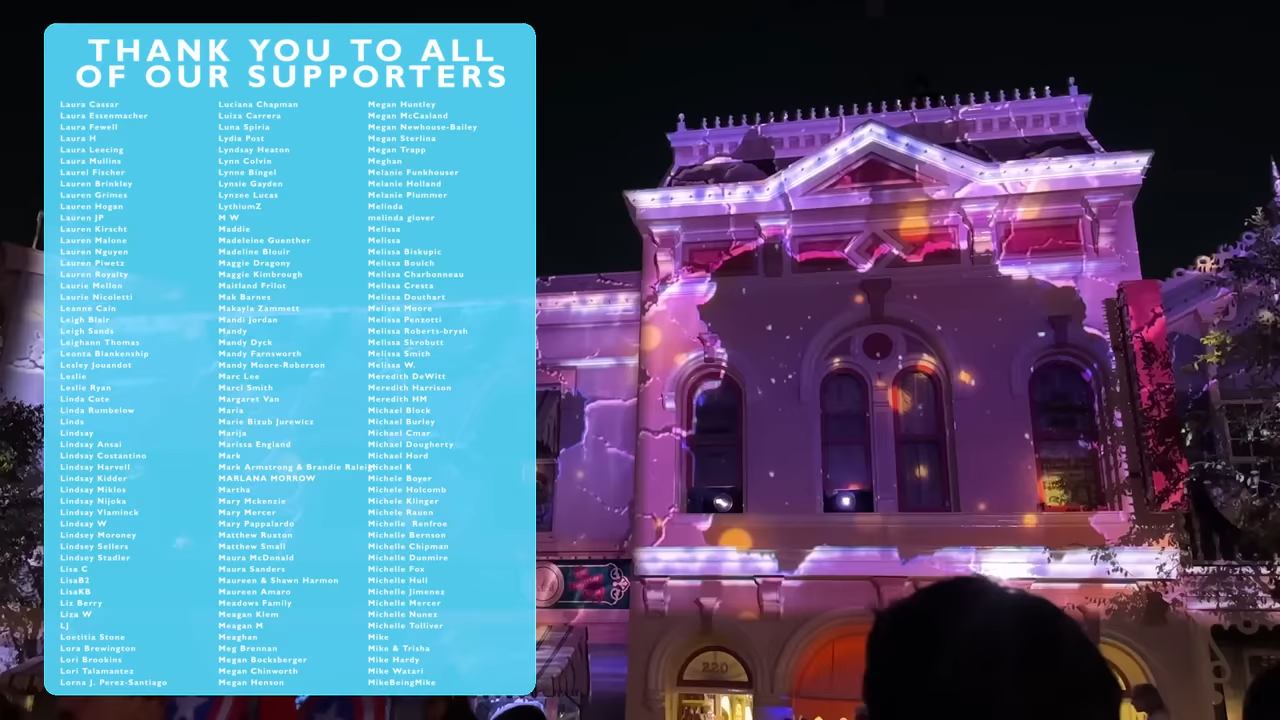 THANK YOU TO ALL
OF OUR SUPPORTERS
Laura Cassar
Laura Essenmacher
Laura Fewell
Laura H
Laura Leecing
Laura Mullins
Laurel Fischer
Lauren Brinkley
Lauren Grimes
Lauren Hogan
Lauren JP
Lauren Kirscht
Lauren Malone
Lauren Nguyen
Lauren Piwetz
Lauren Royalty
Laurie Mellon
Laurie Nicoletti
Leanne Cain
Leigh Blair
Leigh Sands
Leighann Thomas
Leonta Blankenship
Lesley Jouandot
Leslie
Leslie Ryan
Linda Cote
Linda Rumbelow
Linds
Lindsay
Lindsay Ansai
Lindsay Costantino
Lindsay Harvell
Lindsay Kidder
Lindsay Miklos
Lindsay Nijoka
Lindsay Vlaminck
Lindsay W
Lindsey Moroney
Lindsey Sellers
Lindsey Stadler
Lisa C
LisaB2
LisaKB
Liz Berry
Liza W
LJ
Loetitia Stone
Lora Brewington
Lori Brookins
Lori Talamantez
Lorna J. Perez-Santiago
Luciana Chapman
Luiza Carrera
Luna Spiria
Lydia Post
Lyndsay Heaton
Lynn Colvin
Lynne Bingel
Lynsie Gayden
Lynzee Lucas
LythiumZ
M W
Maddie
Madeleine Guenther
Madeline Blouir
Maggie Dragony
Maggie Kimbrough
Maitland Frilot
Mak Barnes
Makayla Zammett
Mandi Jordan
Mandy
Mandy Dyck
Mandy Farnsworth
Mandy Moore-Roberson
Marc Lee
Marci Smith
Margaret Van
Maria
Marie Bizub Jurewicz
Marija
Marissa England
Mark
Mark Armstrong & Brandie Raleigh
MARLANA MORROW
Martha
Mary Mckenzie
Mary Mercer
Mary Pappalardo
Matthew Ruxton
Matthew Small
Maura McDonald
Maura Sanders
Maureen & Shawn Harmon
Maureen Amaro
Meadows Family
Meagan Klem
Meagan M
Meaghan
Meg Brennan
Megan Bocksberger
Megan Chinworth
Megan Henson
Megan Huntley
Megan McCasland
Megan Newhouse-Bailey
Megan Sterlina
Megan Trapp
Meghan
Melanie Funkhouser
Melanie Holland
Melanie Plummer
Melinda
melinda glover
Melissa
Melissa
Melissa Biskupic
Melissa Boulch
Melissa Charbonneau
Melissa Cresta
Melissa Douthart
Melissa Moore
Melissa Penzotti
Melissa Roberts-brysh
Melissa Skrobutt
Melissa Smith
Melissa W.
Meredith DeWitt
Meredith Harrison
Meredith HM
Michael Block
Michael Burley
Michael Cmar
Michael Dougherty
Michael Hord
Michael K
Michele Boyer
Michele Holcomb
Michele Klinger
Michele Rauen
Michelle  Renfroe
Michelle Bernson
Michelle Chipman
Michelle Dunmire
Michelle Fox
Michelle Hull
Michelle Jimenez
Michelle Mercer
Michelle Nunez
Michelle Tolliver
Mike
Mike & Trisha
Mike Hardy
Mike Watari
MikeBeingMike
220